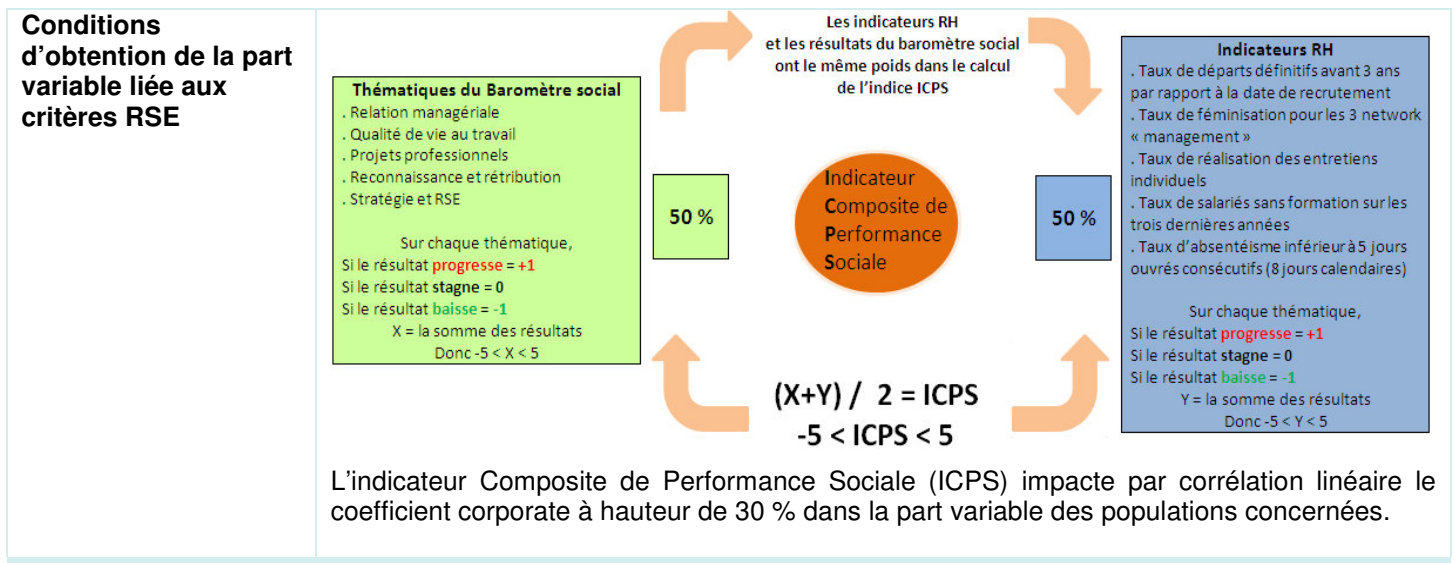 Conditions
d'obtention de la part
variable liée aux
critères RSE
Les indicateurs RH
et les résultats du baromètre social
ont le même poids dans le calcul
de l'indice ICPS
Thématiques du Baromètre social
. Relation managériale
. Qualité de vie au travail
. Projets professionnels
. Reconnaissance et rétribution
. Stratégie et RSE
Sur chaque thématique,
Si le résultat progresse = +1
Si le résultat stagne = 0
Si le résultat baisse = -1
X = la somme des résultats
Donc -5 < X < 5
50 %
Indicateur
Composite de
Performance
Sociale
50 %
Indicateurs RH
. Taux de départs définitifs avant 3 ans
par rapport à la date de recrutement
. Taux de féminisation pour les 3 network
« management »
. Taux de réalisation des entretiens
individuels
. Taux de salariés sans formation sur les
trois dernières années
. Taux d'absentéisme inférieur à 5 jours
ouvrés consécutifs (8 jours calendaires)
Sur chaque thématique,
Si le résultat progresse = +1
Si le résultat stagne = 0
Si le résultat baisse = -1
Y = la somme des résultats
Donc -5 < Y < 5
(X+Y) / 2 = ICPS
-5 < ICPS < 5
L'indicateur Composite de Performance Sociale (ICPS) impacte par corrélation linéaire le
coefficient corporate à hauteur de 30 % dans la part variable des populations concernées.